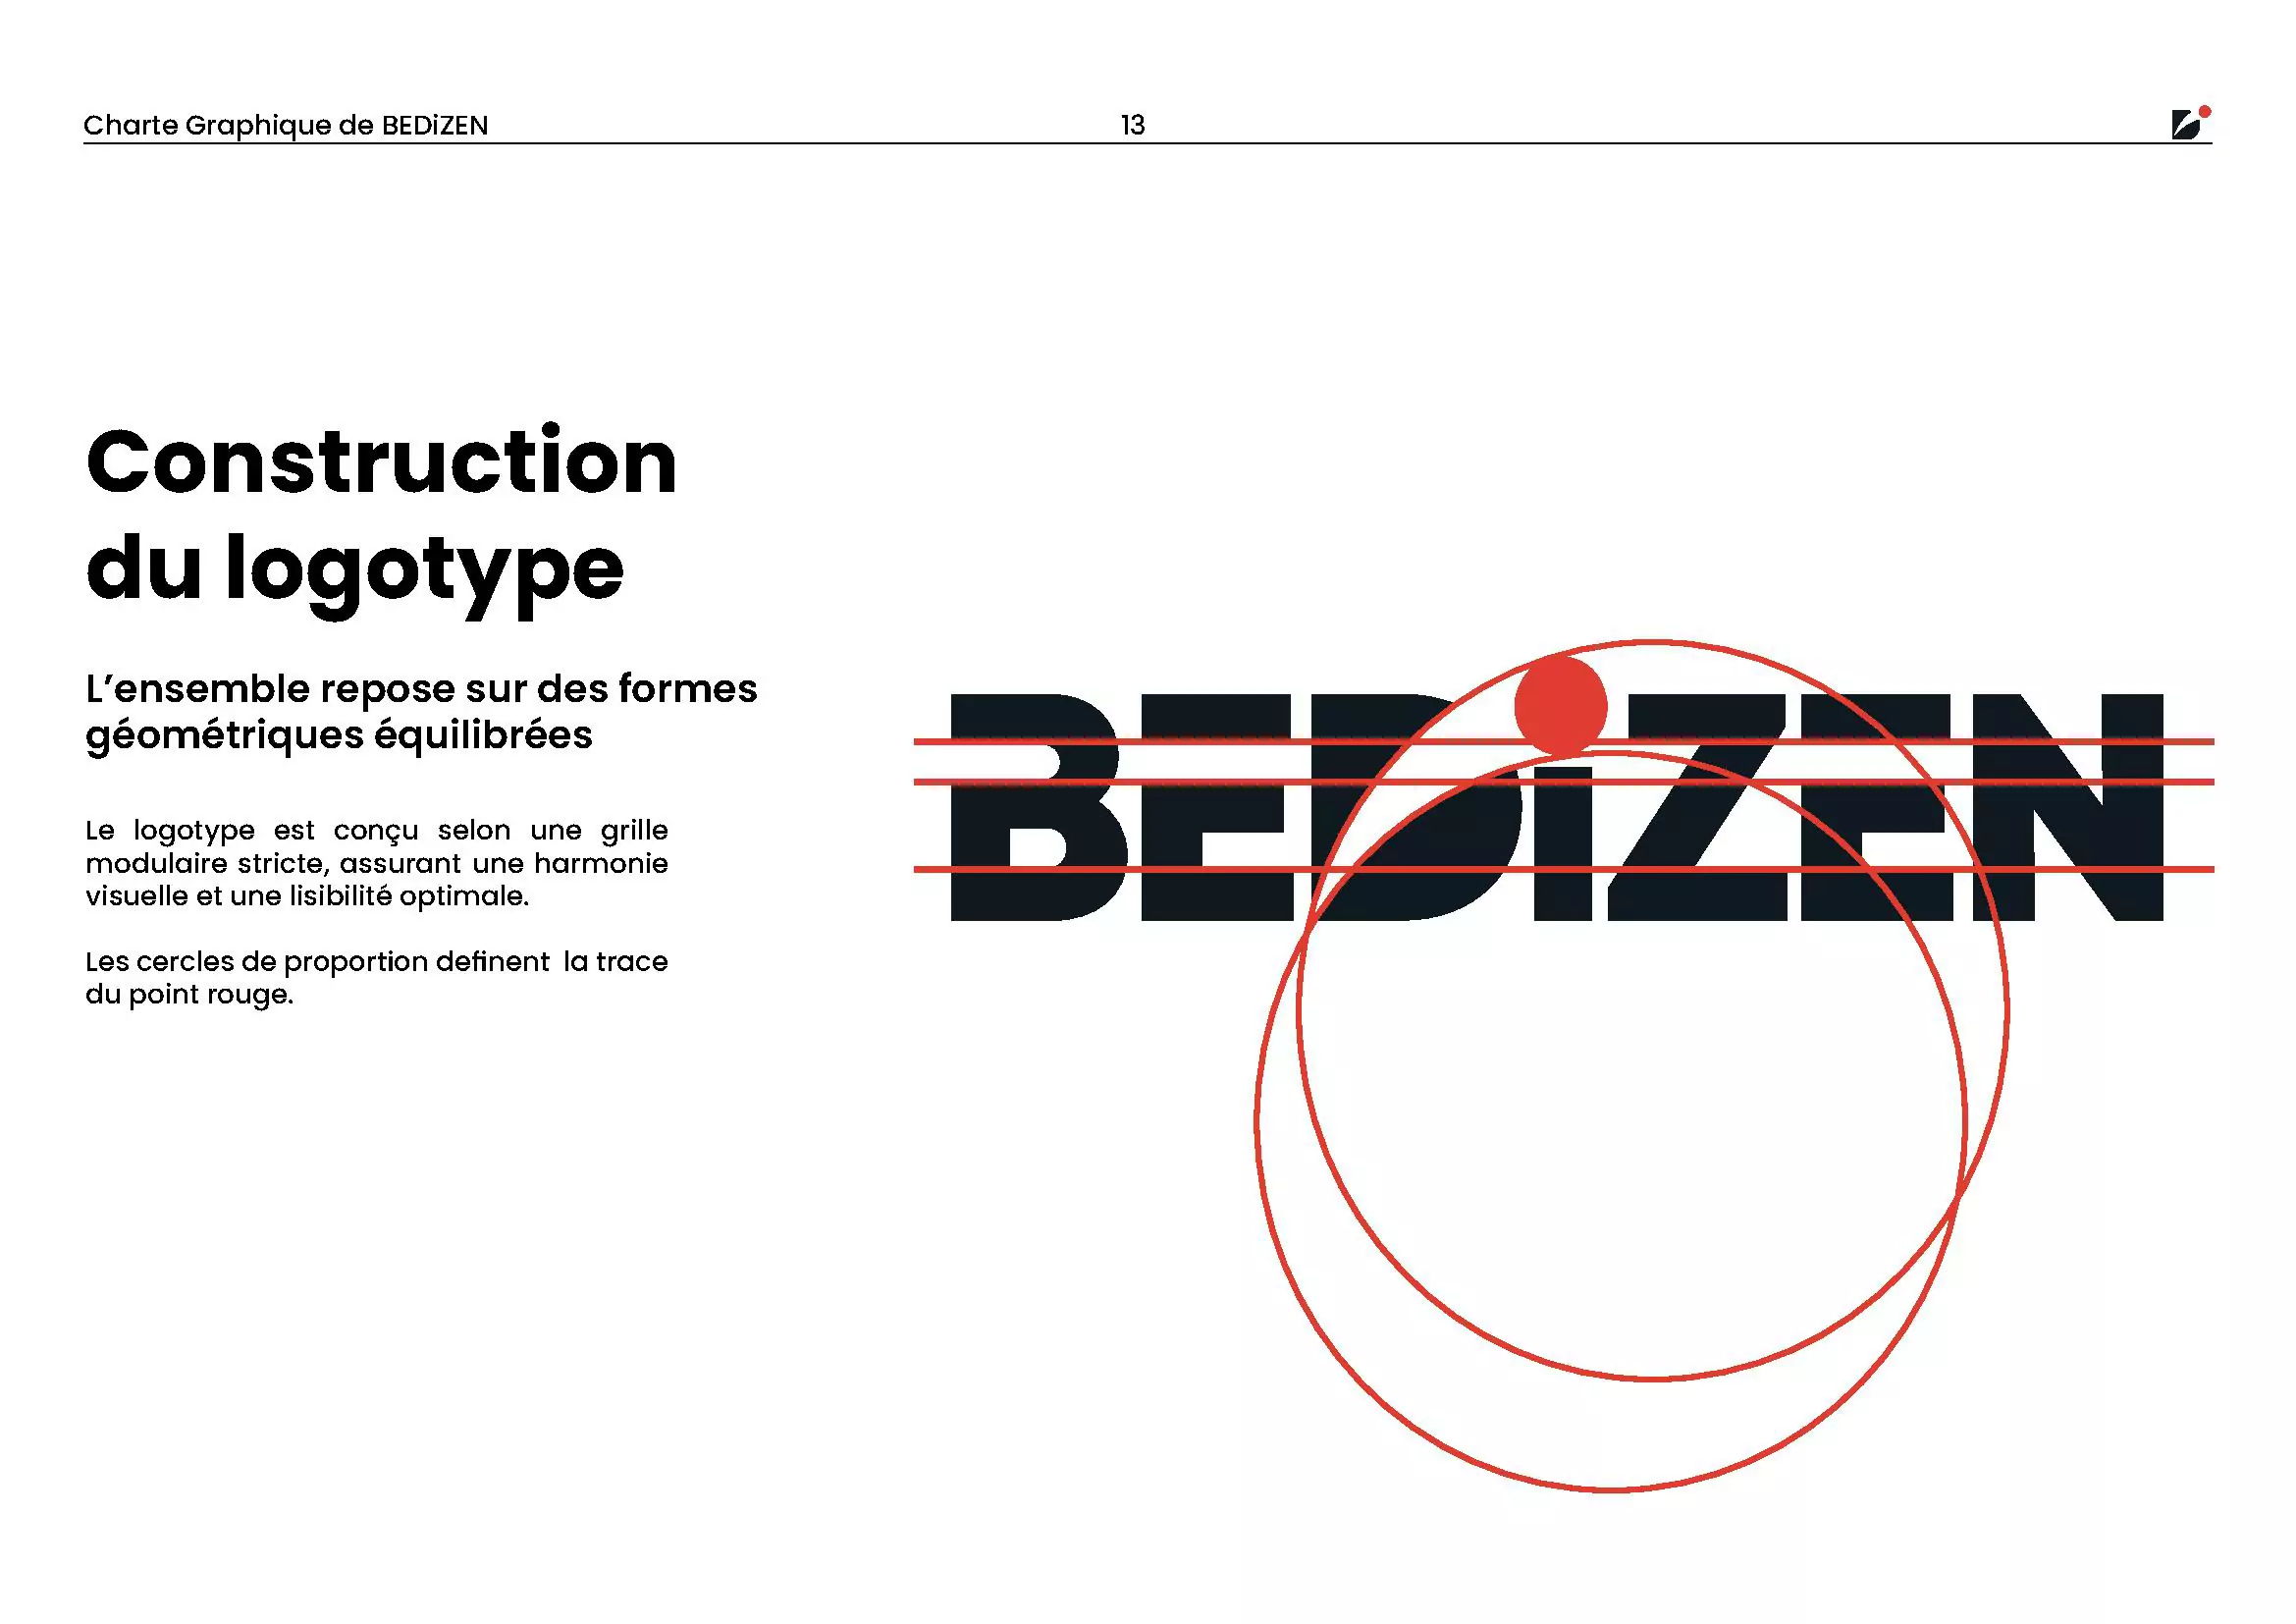 Charte Graphique de BEDiZEN
13
Construction
du logotype
L’ensemble repose sur des formes
géométriques équilibrées
Le logotype est conçu selon une grille
modulaire stricte, assurant une harmonie
visuelle et une lisibilité optimale.
Les cercles de proportion definent la trace
du point rouge.
BEDiZEN